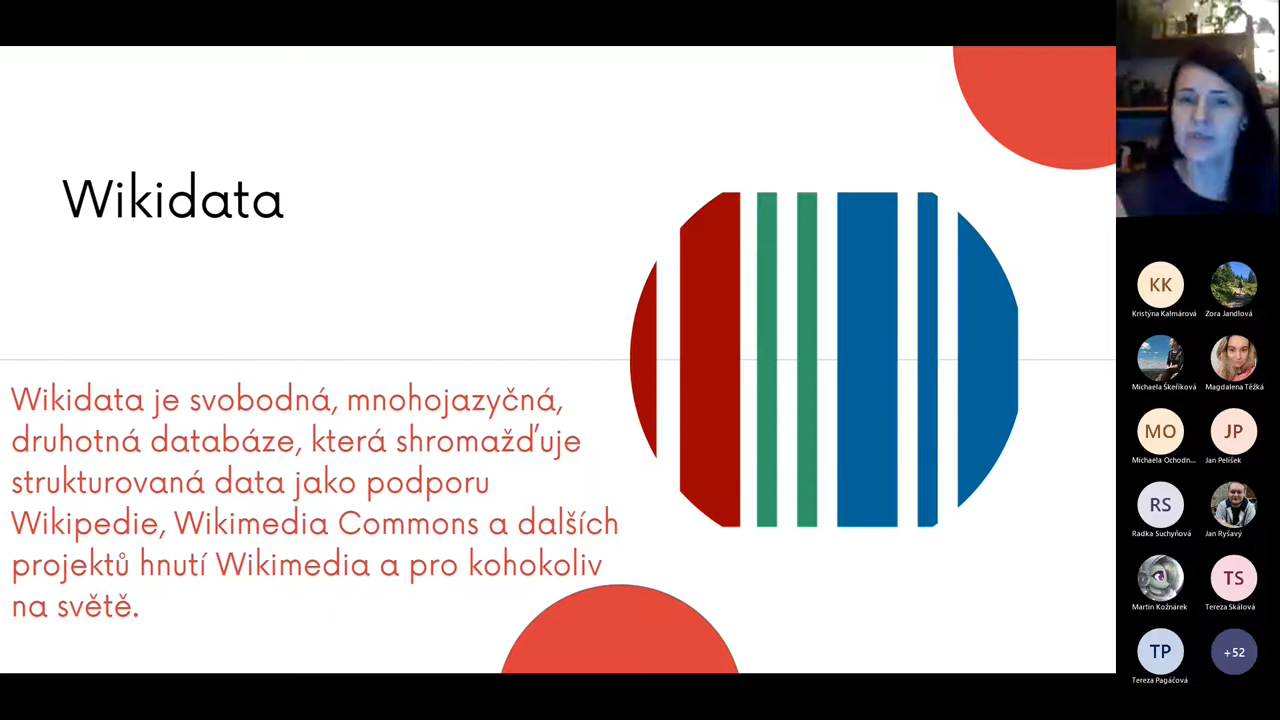 Wikidata
Wikidata je svobodná, mnohojazyčná,
druhotná databáze, která shromažďuje
strukturovaná data jako podporu
Wikipedie, Wikimedia Commons a dalších
projektů hnutí Wikimedia a pro kohokoliv
na světě.
KK
Kristýna Kalmárová
Zora Jandlová
Michaela Škeříková
Magdalena Těžká
MO
JP
Michaela Ochodn...
Jan Pelíšek
RS
Radka Suchyňová
Jan Ryšavý
TS
Martin Kožnárek
Tereza Skálová
TP
+52
Tereza Pagáčová